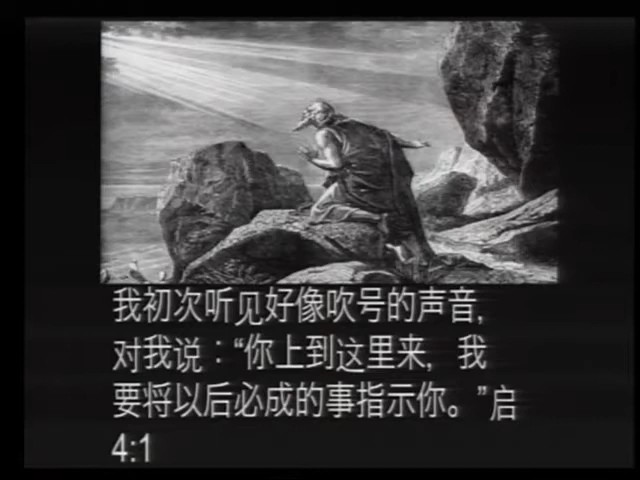 我初次听见好像吹号的声音,
对我说：“你上到这里来, 我
要将以后必成的事指示你。”启
4:1